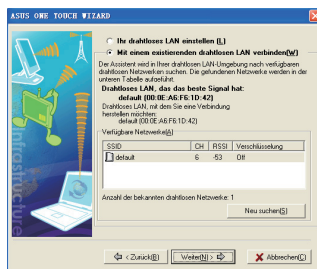 ASUS ONE TOUCH WIZARD
Ihr drahtloses LAN einstellen (L)
Mit einem existierenden drahtlosen LAN verbinden(W)
Der Assistent wird in Ihrer drahtlosen LAN-Umgebung nach verfügbaren
drahtlosen Netzwerken suchen. Die gefundenen Netzwerke werden in der
unteren Tabelle aufgeführt.
Drahtloses LAN, das das beste Signal
hat:
default (00:0E:A6:F6:1D:42)
Drahtloses LAN, mit dem Sie eine Verbindung
herstellen möchten:
default (00:0E:A6:F6:1D:42)
Verfügbare Netzwerke(A)
SSID CH RSSI Verschlüsselung
default 6 -53 Off
Anzahl der bekannten drahtlosen Netzwerke: 1
Neu suchen(S)
Infrastructure
< Zurück(B) Weiter(N) > Abbrechen(C)